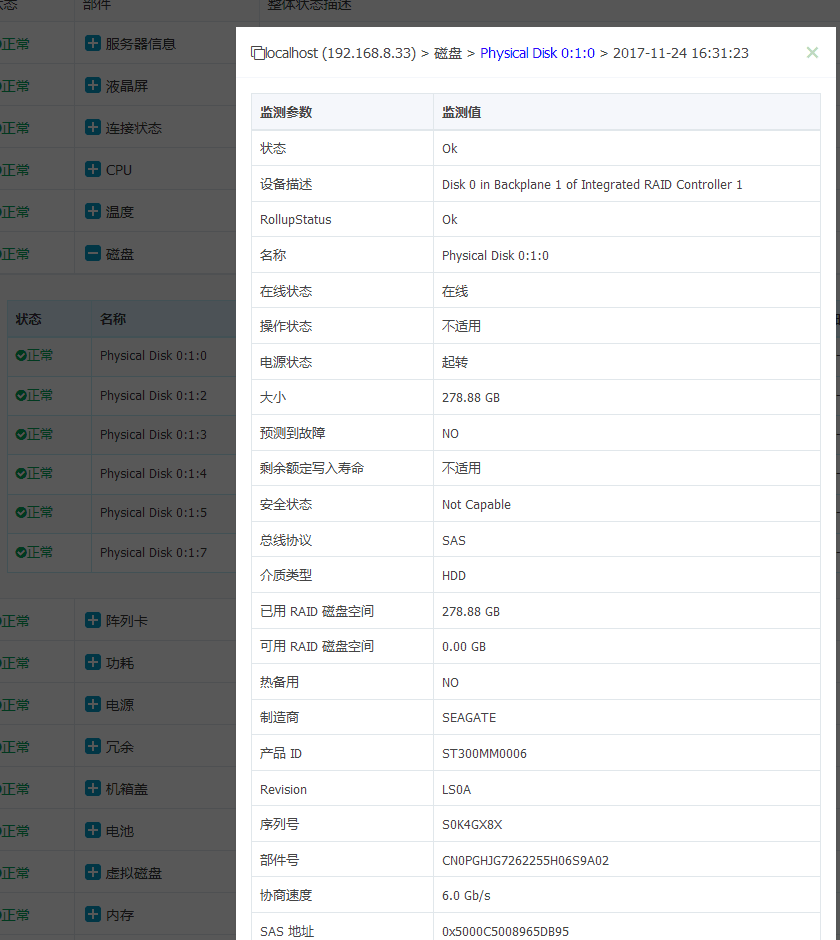 状态 部件 整体状态描述
正常 服务器信息
正常 液晶屏
正常 连接状态
正常 CPU
正常 温度
正常 磁盘
状态 名称
正常 Physical Disk 0:1:0
正常 Physical Disk 0:1:2
正常 Physical Disk 0:1:3
正常 Physical Disk 0:1:4
正常 Physical Disk 0:1:5
正常 Physical Disk 0:1:7
正常 阵列卡
正常 功耗
正常 电源
正常 冗余
正常 机箱盖
正常 电池
正常 虚拟磁盘
正常 内存
localhost (192.168.8.33) > 磁盘 > Physical Disk 0:1:0 > 2017-11-24 16:31:23
监测参数 监测值
状态 Ok
设备描述 Disk 0 in Backplane 1 of Integrated RAID Controller 1
RollupStatus Ok
名称 Physical Disk 0:1:0
在线状态 在线
操作状态 不适用
电源状态 起转
大小 278.88 GB
预测到故障 NO
剩余额定写入寿命 不适用
安全状态 Not Capable
总线协议 SAS
介质类型 HDD
已用 RAID 磁盘空间 278.88 GB
可用 RAID 磁盘空间 0.00 GB
热备用 NO
制造商 SEAGATE
产品 ID ST300MM0006
Revision LS0A
序列号 S0K4GX8X
部件号 CN0PGHJG7262255H06S9A02
协商速度 6.0 Gb/s
SAS 地址 0x5000C5008965DB95